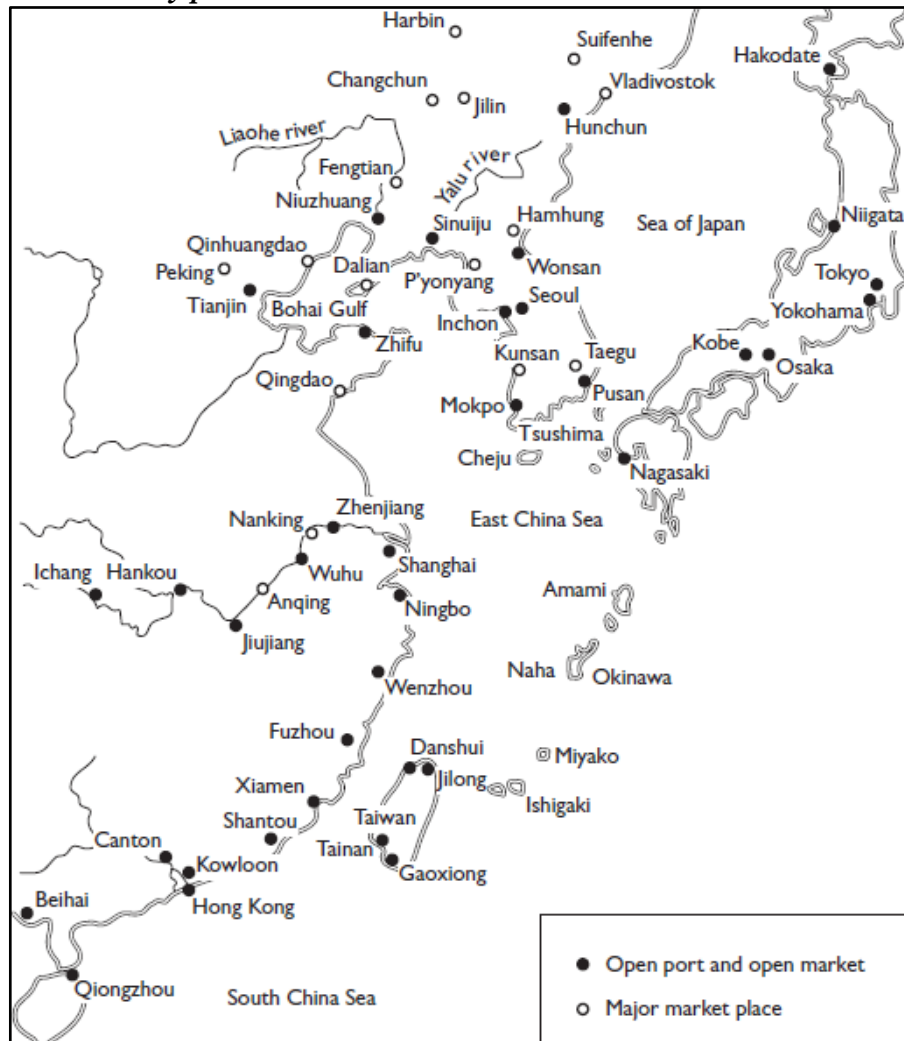 Harbin
Suifenhe
Hakodate
Changchun
Vladivostok
Jilin
Hunchun
Liaohe river
Yalu river
Fengtian
Niuzhuang
Hamhung
Sinuiju
Sea of Japan
Niigata
Qinhuangdao
Peking
Dalian
P'yonyang
Wonsan
Tokyo
Tianjin
Bohai Gulf
Seoul
Inchon
Yokohama
Zhifu
Kobe
Kunsan
Taegu
Osaka
Qingdao
Pusan
Mokpo
Tsushima
Cheju
Nagasaki
Zhenjiang
Nanking
East China Sea
Ichang
Hankou
Wuhu
Shanghai
Anqing
Ningbo
Amami
Jiujiang
Naha
Okinawa
Wenzhou
Fuzhou
Danshui
Miyako
Jilong
Xiamen
Ishigaki
Shantou
Taiwan
Canton
Tainan
Kowloon
Gaoxiong
Beihai
Hong Kong
Qiongzhou
South China Sea
Open port and open market
Major market place